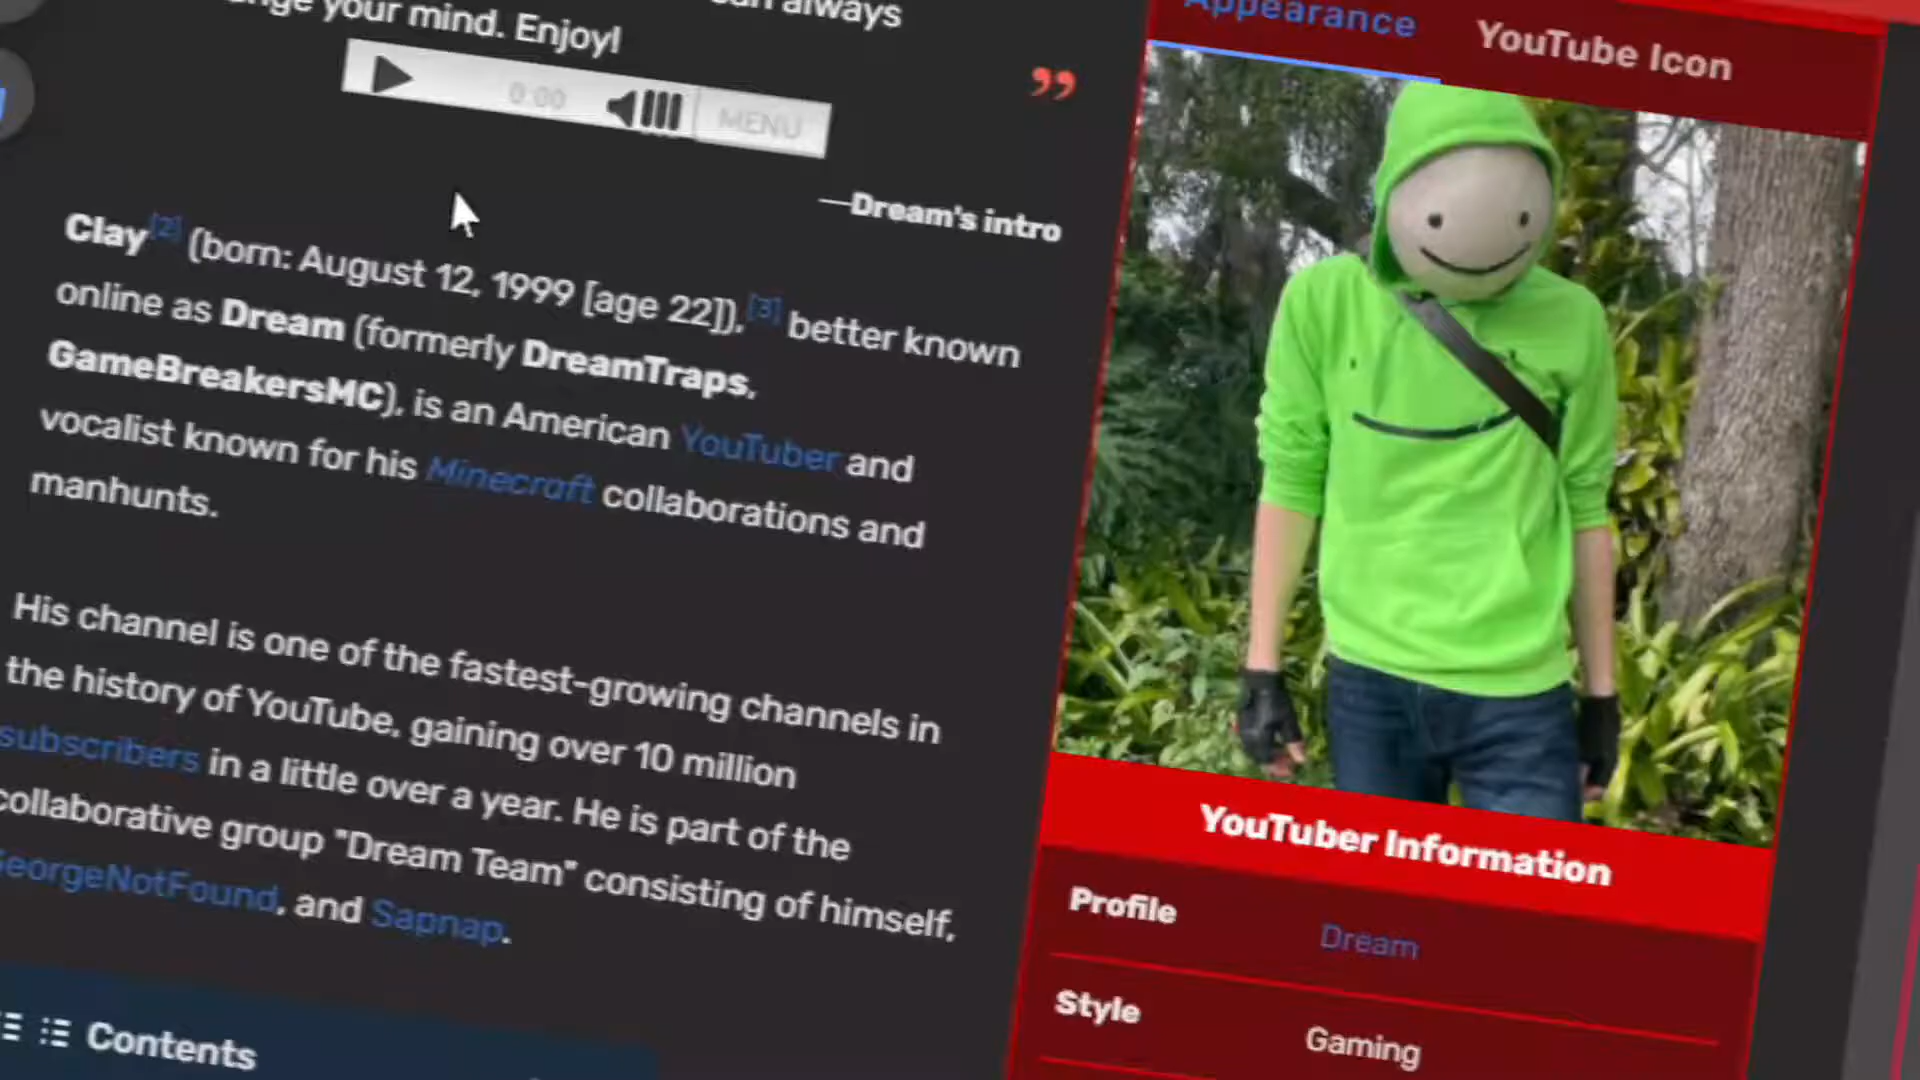 always
your mind. Enjoy!
0:00 MENU
”
—Dream's intro
Clay[2] (born: August 12, 1999 [age 22]),[3] better known
online as Dream (formerly DreamTraps,
GameBreakersMC), is an American YouTuber and
vocalist known for his Minecraft collaborations and
manhunts.
His channel is one of the fastest-growing channels in
the history of YouTube, gaining over 10 million
subscribers in a little over a year. He is part of the
collaborative group "Dream Team" consisting of himself,
GeorgeNotFound, and Sapnap.
Contents
Appearance YouTube Icon
YouTuber Information
Profile Dream
Style Gaming